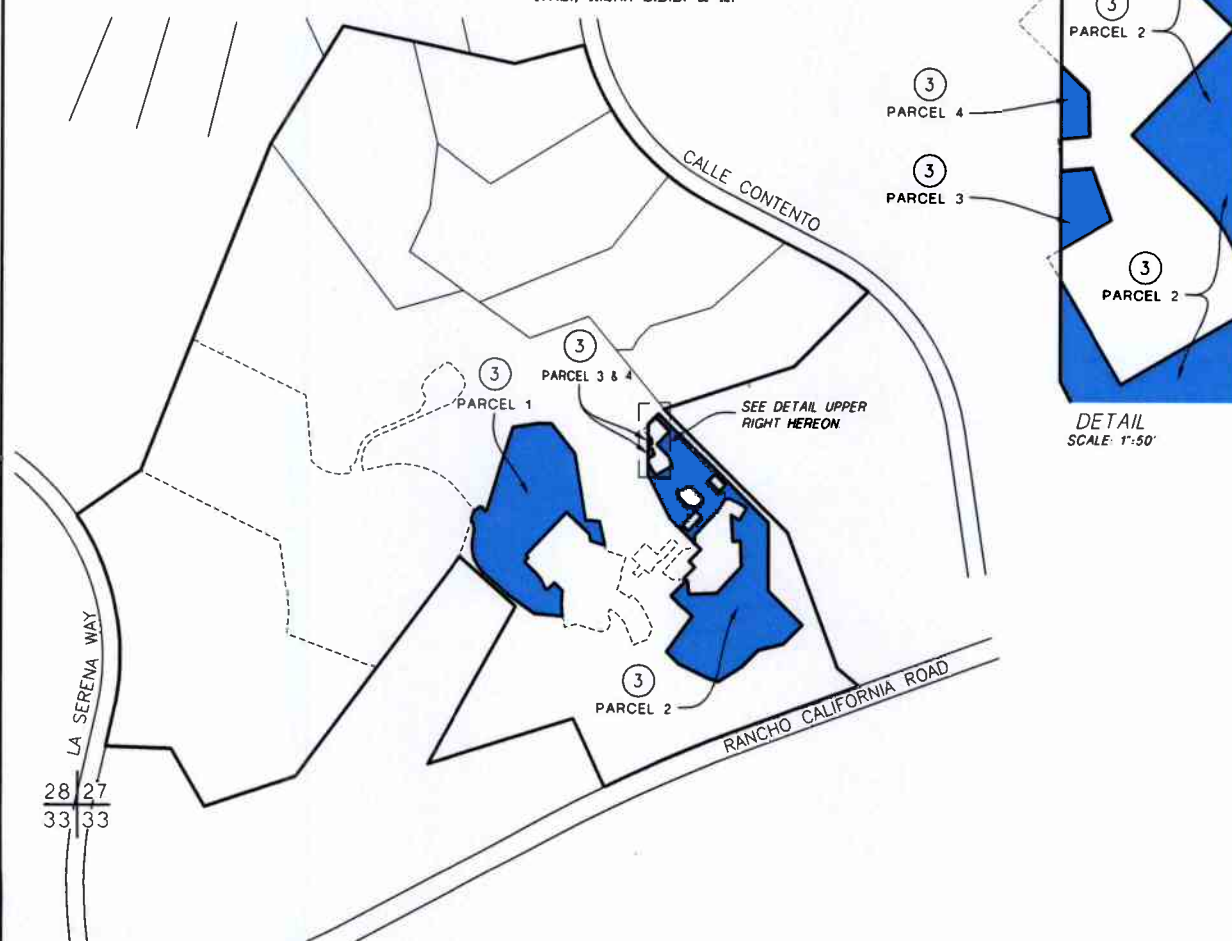 3
PARCEL 2
3
PARCEL 4
CALLE CONTENTO
3
PARCEL 3
3
PARCEL 2
3
PARCEL 3 & 4
3
PARCEL 1
SEE DETAIL UPPER
RIGHT HEREON
DETAIL
SCALE: 1":50'
LA SERENA WAY
3
PARCEL 2
RANCHO CALIFORNIA ROAD
28 27
33 33